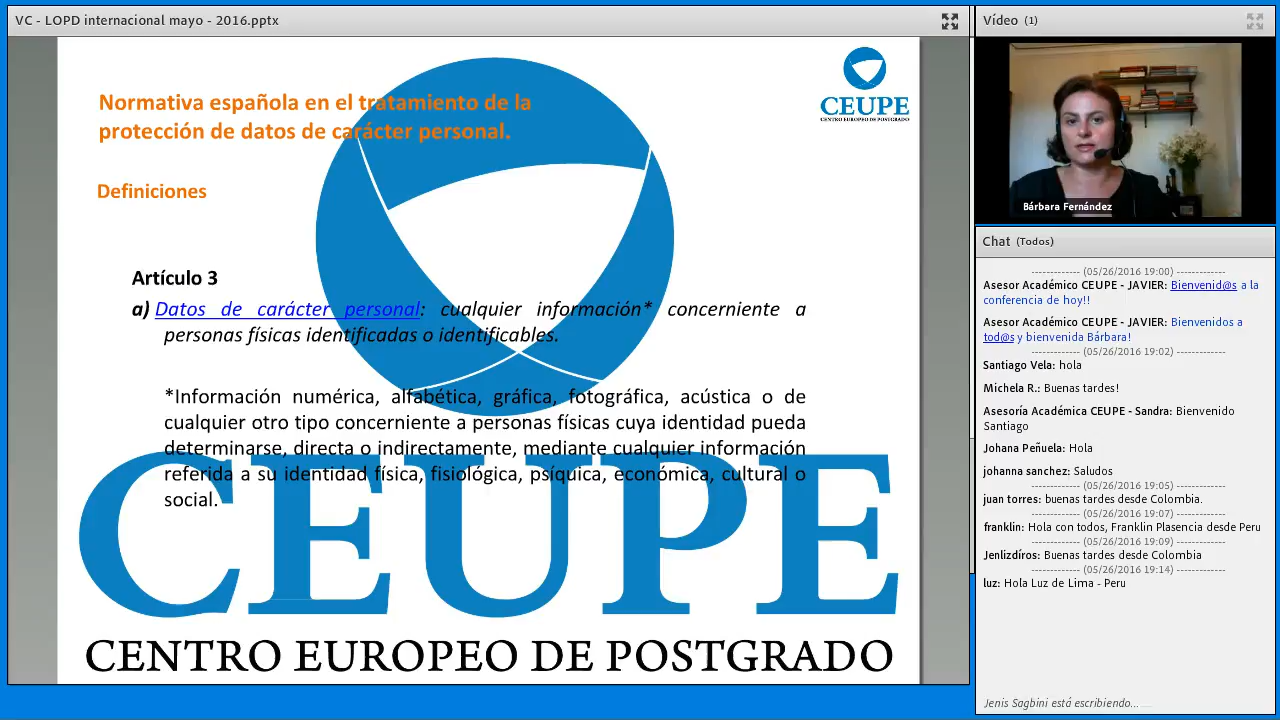 VC - LOPD internacional mayo - 2016.pptx
Normativa española en el tratamiento de la
protección de datos de carácter personal.
CEUPE
CENTRO EUROPEO DE POSTGRADO
Definiciones
Artículo 3
a) Datos de carácter personal: cualquier información* concerniente a
personas físicas identificadas o identificables.
*Información numérica, alfabética, gráfica, fotográfica, acústica o de
cualquier otro tipo concerniente a personas físicas cuya identidad pueda
determinarse, directa o indirectamente, mediante cualquier información
referida a su identidad física, fisiológica, psíquica, económica, cultural o
social.
CEUPE
CENTRO EUROPEO DE POSTGRADO
Vídeo (1)
Bárbara Fernández
Chat (Todos)
------------- (05/26/2016 19:00) -------------
Asesor Académico CEUPE - JAVIER: Bienvenid@s a la
conferencia de hoy!!
Asesor Académico CEUPE - JAVIER: Bienvenidos a
tod@s y bienvenida Bárbara!
------------- (05/26/2016 19:02) -------------
Santiago Vela: hola
Michela R.: Buenas tardes!
Asesoría Académica CEUPE - Sandra: Bienvenido
Santiago
Johana Peñuela: Hola
johanna sanchez: Saludos
------------- (05/26/2016 19:05) -------------
juan torres: buenas tardes desde Colombia.
------------- (05/26/2016 19:07) -------------
franklin: Hola con todos, Franklin Plasencia desde Peru
------------- (05/26/2016 19:09) -------------
Jenlizdíros: Buenas tardes desde Colombia
------------- (05/26/2016 19:14) -------------
luz: Hola Luz de Lima - Peru
Jenis Sagbini está escribiendo...